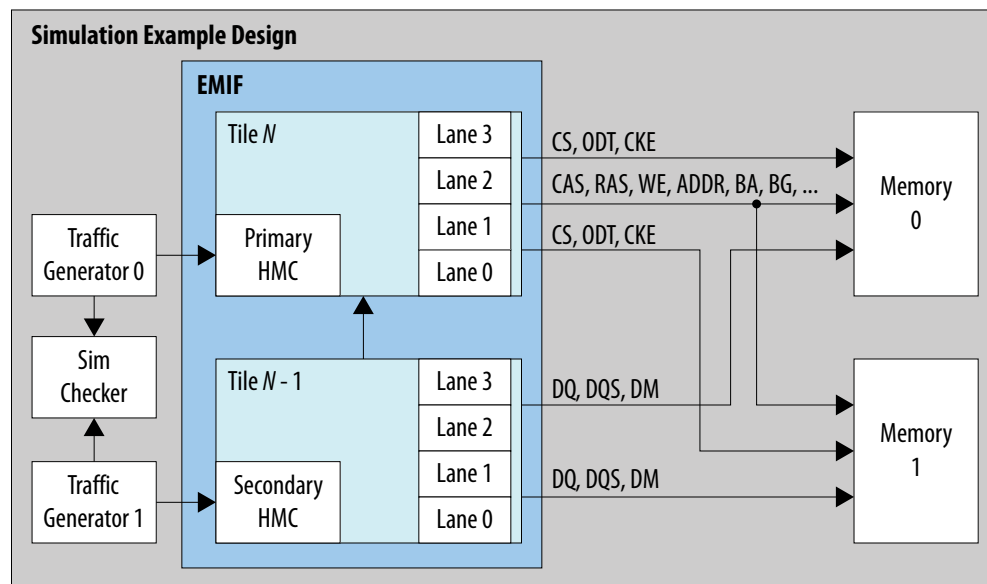 Simulation Example Design
EMIF
Tile N
Lane 3
Lane 2
Lane 1
Lane 0
Primary
HMC
Traffic
Generator 0
Sim
Checker
Traffic
Generator 1
Tile N - 1
Lane 3
Lane 2
Lane 1
Lane 0
Secondary
HMC
CS, ODT, CKE
CAS, RAS, WE, ADDR, BA, BG, ...
CS, ODT, CKE
DQ, DQS, DM
DQ, DQS, DM
Memory
0
Memory
1